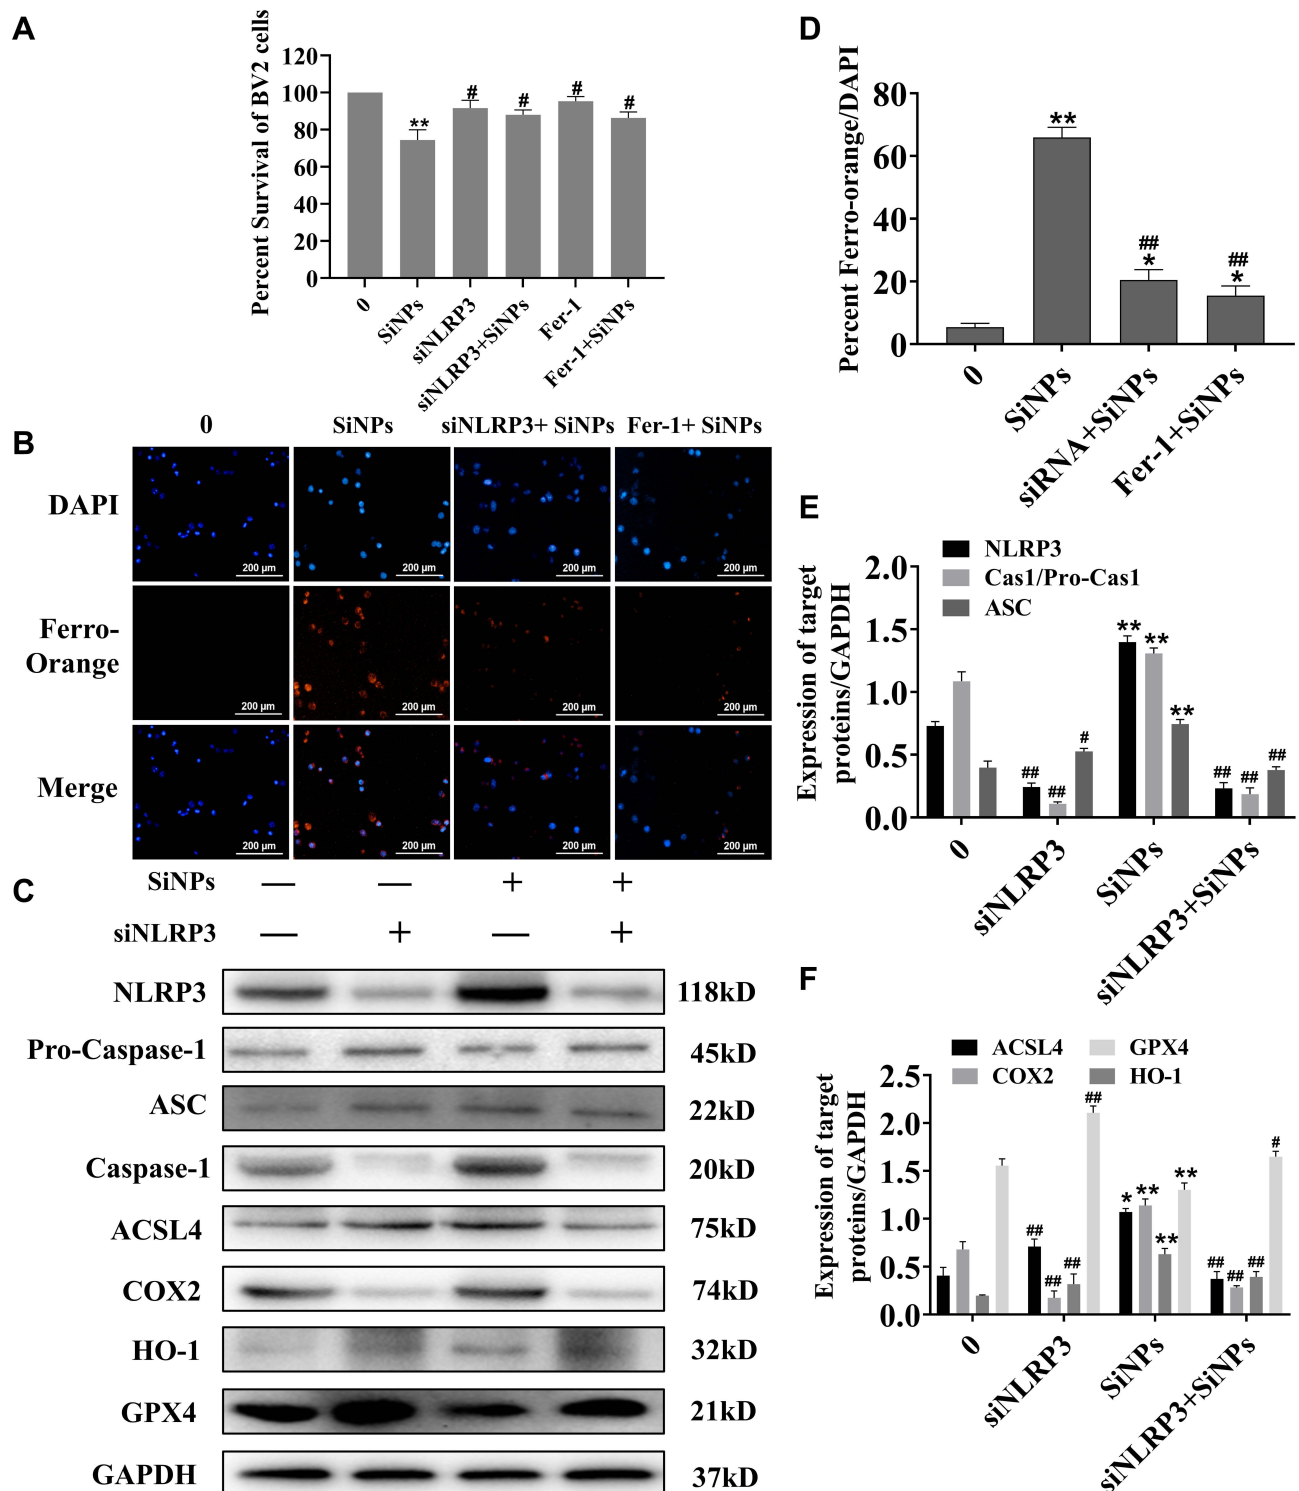 A
Percent Survival of BV2 cells
120
100
80
60
40
20
0
**
#
#
#
#
0
SiNPs
siNLRP3
siNLRP3+SiNPs
Fer-1
Fer-1+SiNPs
B
0
SiNPs
siNLRP3+ SiNPs
Fer-1+ SiNPs
DAPI
200 μm
200 μm
200 μm
200 μm
Ferro-
Orange
200 μm
200 μm
200 μm
200 μm
Merge
200 μm
200 μm
200 μm
200 μm
C
SiNPs — — + +
siNLRP3 — + — +
NLRP3 118kD
Pro-Caspase-1 45kD
ASC 22kD
Caspase-1 20kD
ACSL4 75kD
COX2 74kD
HO-1 32kD
GPX4 21kD
GAPDH 37kD
D
Percent Ferro-orange/DAPI
80
60
40
20
0
**
##
*
##
*
0
SiNPs
siRNA+SiNPs
Fer-1+SiNPs
E
NLRP3
Cas1/Pro-Cas1
ASC
Expression of target
proteins/GAPDH
2.0
1.5
1.0
0.5
0.0
##
##
#
**
**
**
##
##
##
0
siNLRP3
SiNPs
siNLRP3+SiNPs
F
ACSL4
COX2
GPX4
HO-1
Expression of target
proteins/GAPDH
2.5
2.0
1.5
1.0
0.5
0.0
##
##
##
##
*
**
**
**
##
##
##
#
0
siNLRP3
SiNPs
siNLRP3+SiNPs